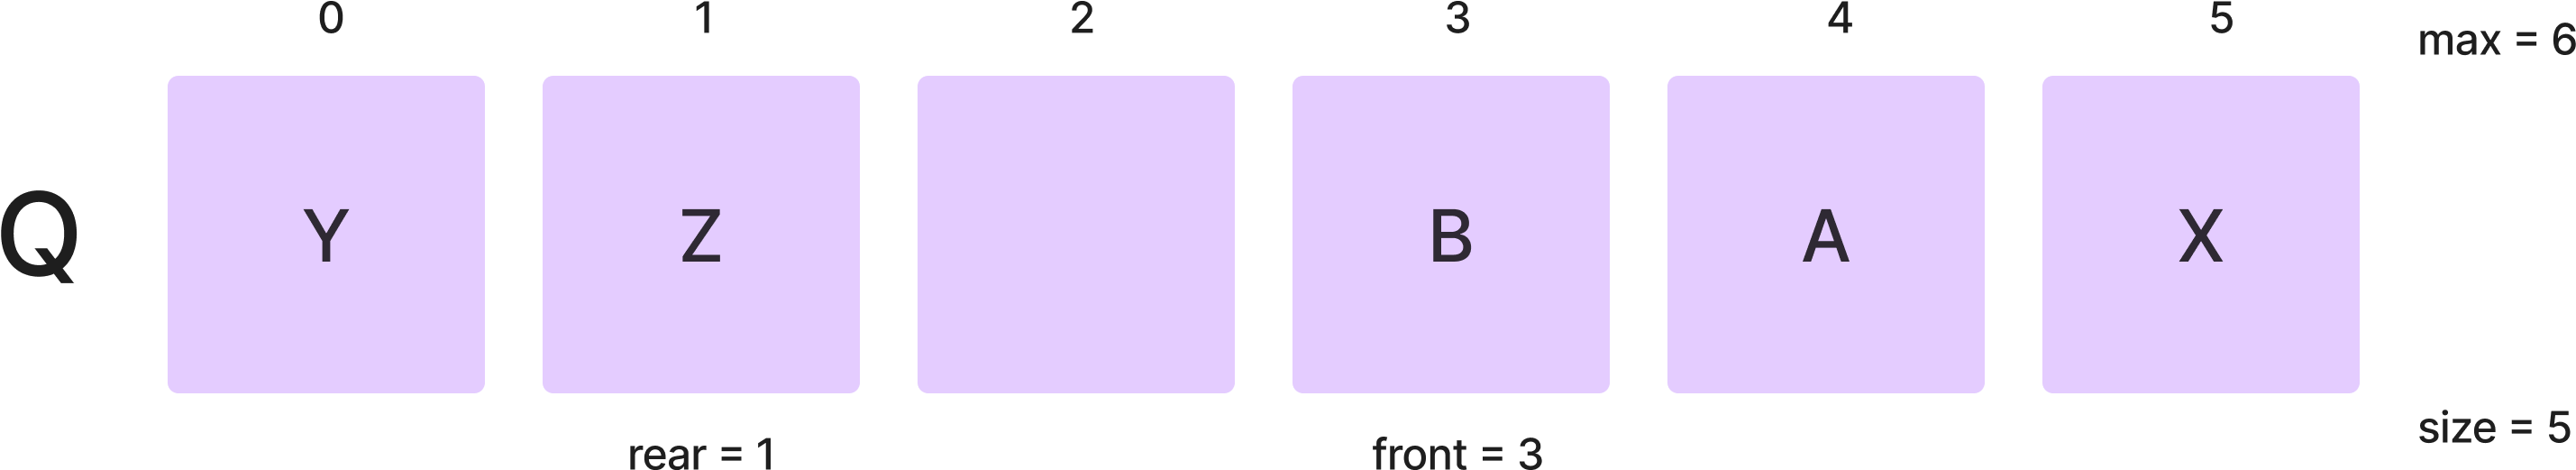 0 1 2 3 4 5 max = 6
Q Y Z B A X
rear = 1 front = 3 size = 5